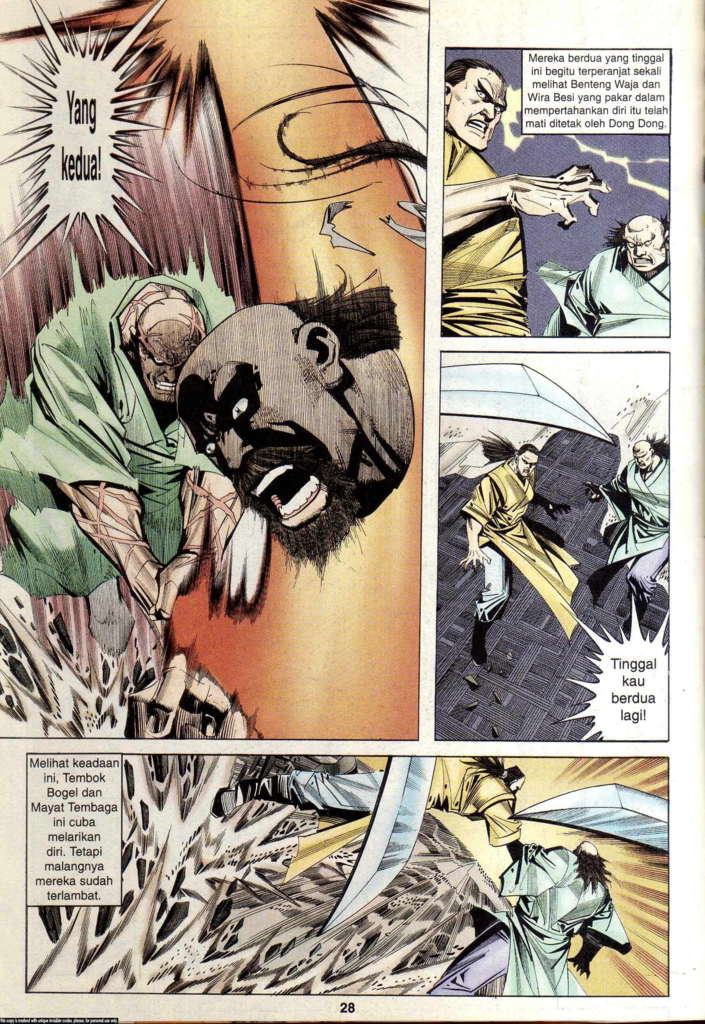 Yang
kedua!
Mereka berdua yang tinggal
ini begitu terperanjat sekali
melihat Benteng Waja dan
Wira Besi yang pakar dalam
mempertahankan diri itu telah
mati ditetak oleh Dong Dong.
Tinggal
kau
berdua
lagi!
Melihat keadaan
ini, Tembok
Bogel dan
Mayat Tembaga
ini cuba
melarikan
diri. Tetapi
malangnya
mereka sudah
terlambat.
28